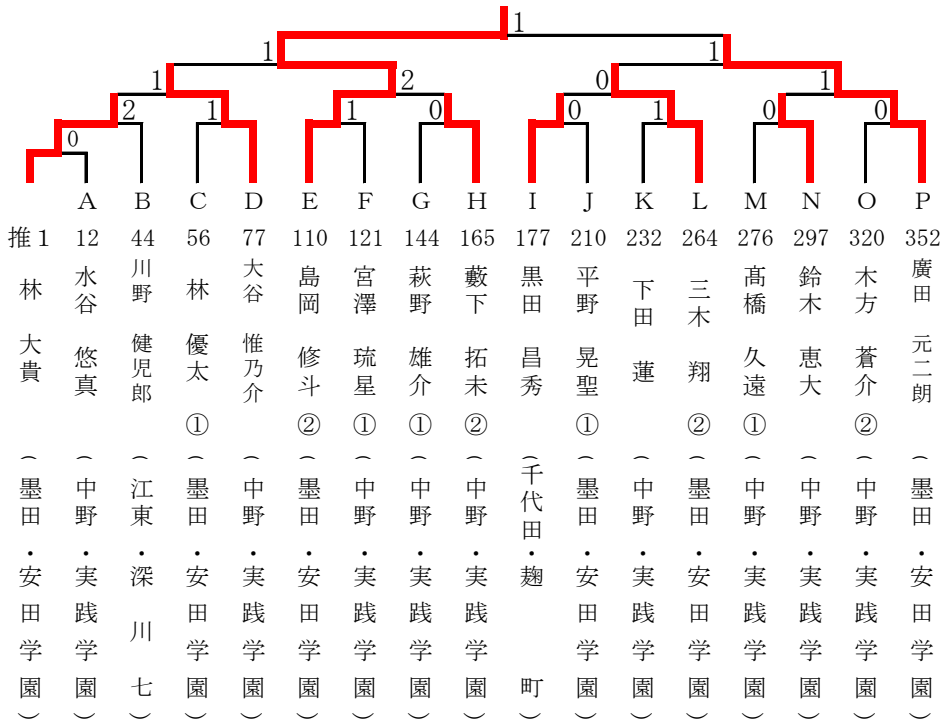 1
1 1
1 2 0 1
2 1 1 0 0 1 0 0
0
A B C D E F G H I J K L M N O P
推1 12 44 56 77 110 121 144 165 177 210 232 264 276 297 320 352
林 大貴 (墨田・安田学園)
水谷 悠真 (中野・実践学園)
川野 健児郎 (江東・深川七)
林 優太 ① (墨田・安田学園)
大谷 惟乃介 (中野・実践学園)
島岡 修斗 ② (墨田・安田学園)
宮澤 琉星 ① (中野・実践学園)
萩野 雄介 ① (中野・実践学園)
藪下 拓未 ② (中野・実践学園)
黒田 昌秀 (千代田・麹町)
平野 晃聖 ① (墨田・安田学園)
下田 蓮 (中野・実践学園)
三木 翔 ② (墨田・安田学園)
髙橋 久遠 ① (中野・実践学園)
鈴木 恵大 (中野・実践学園)
木方 蒼介 ② (中野・実践学園)
廣田 元二朗 (墨田・安田学園)